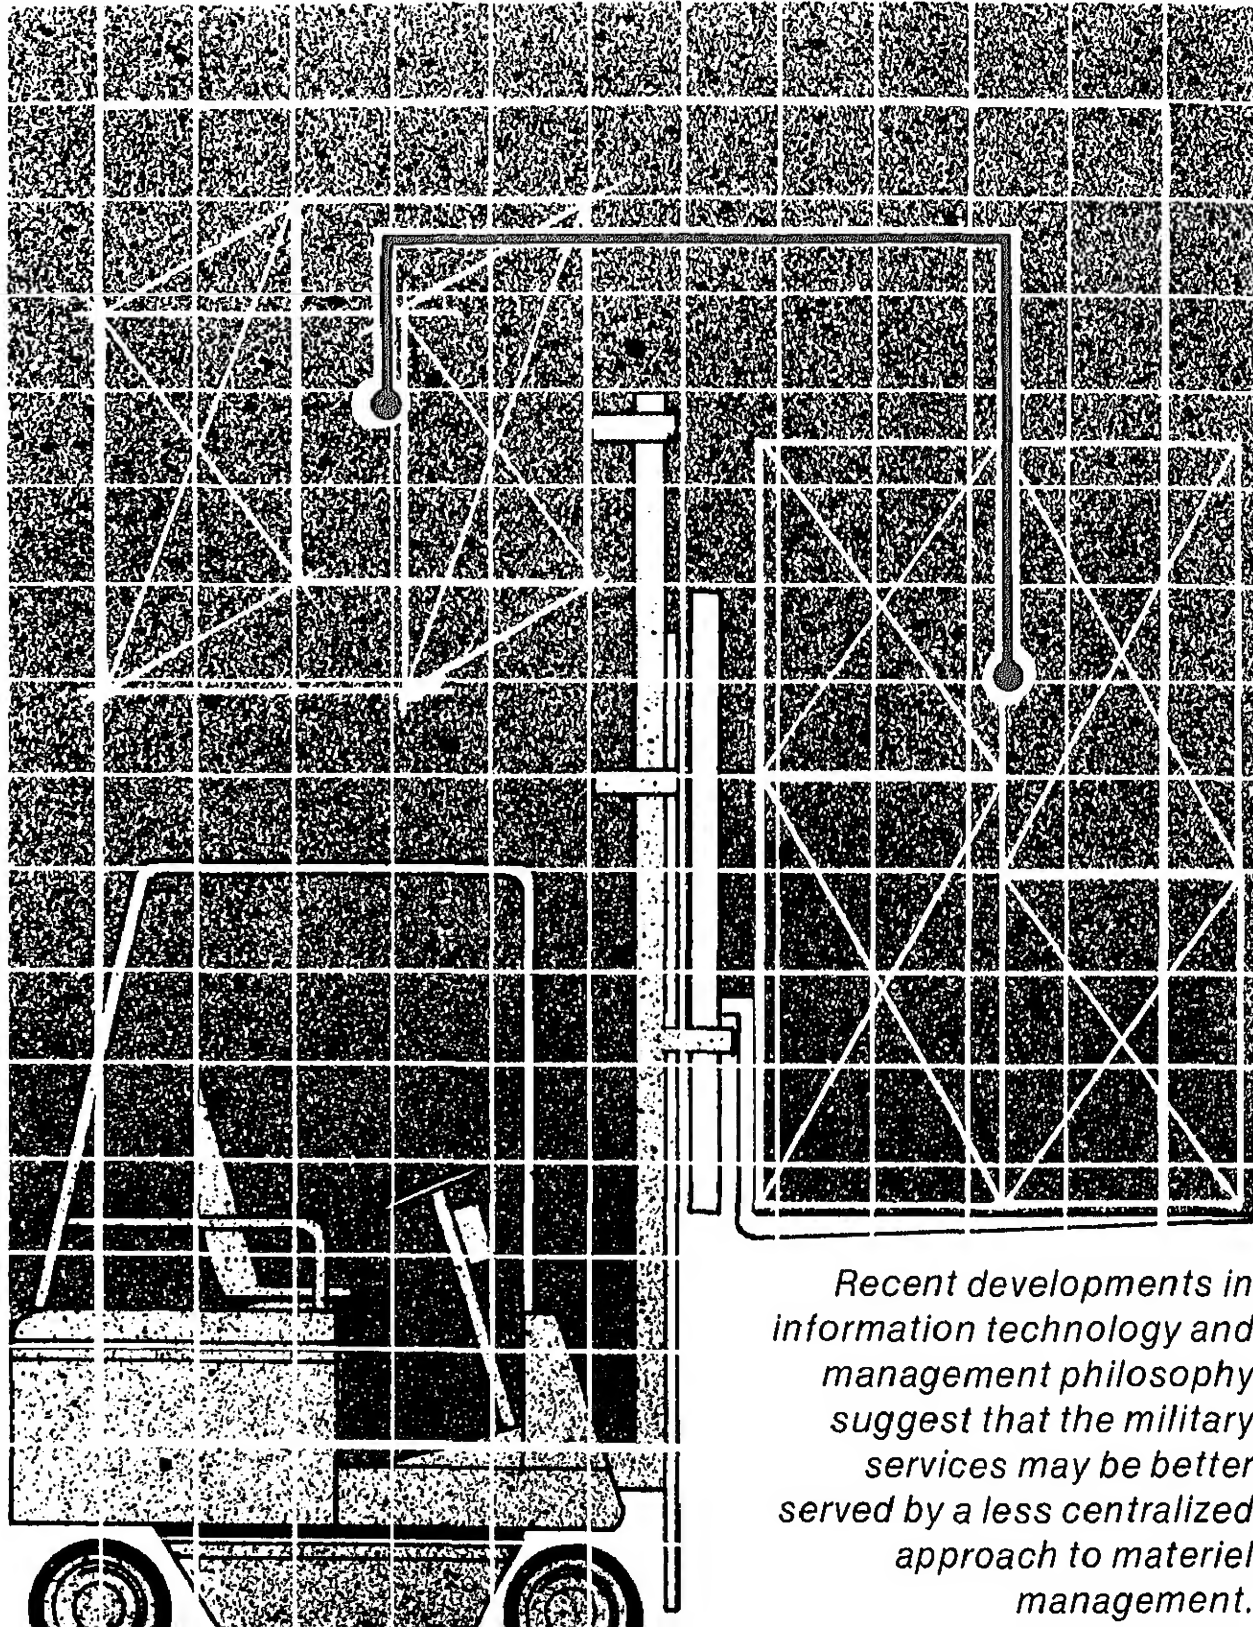 Recent developments in
information technology and
management philosophy
suggest that the military
services may be better
served by a less centralized
approach to materiel
management.